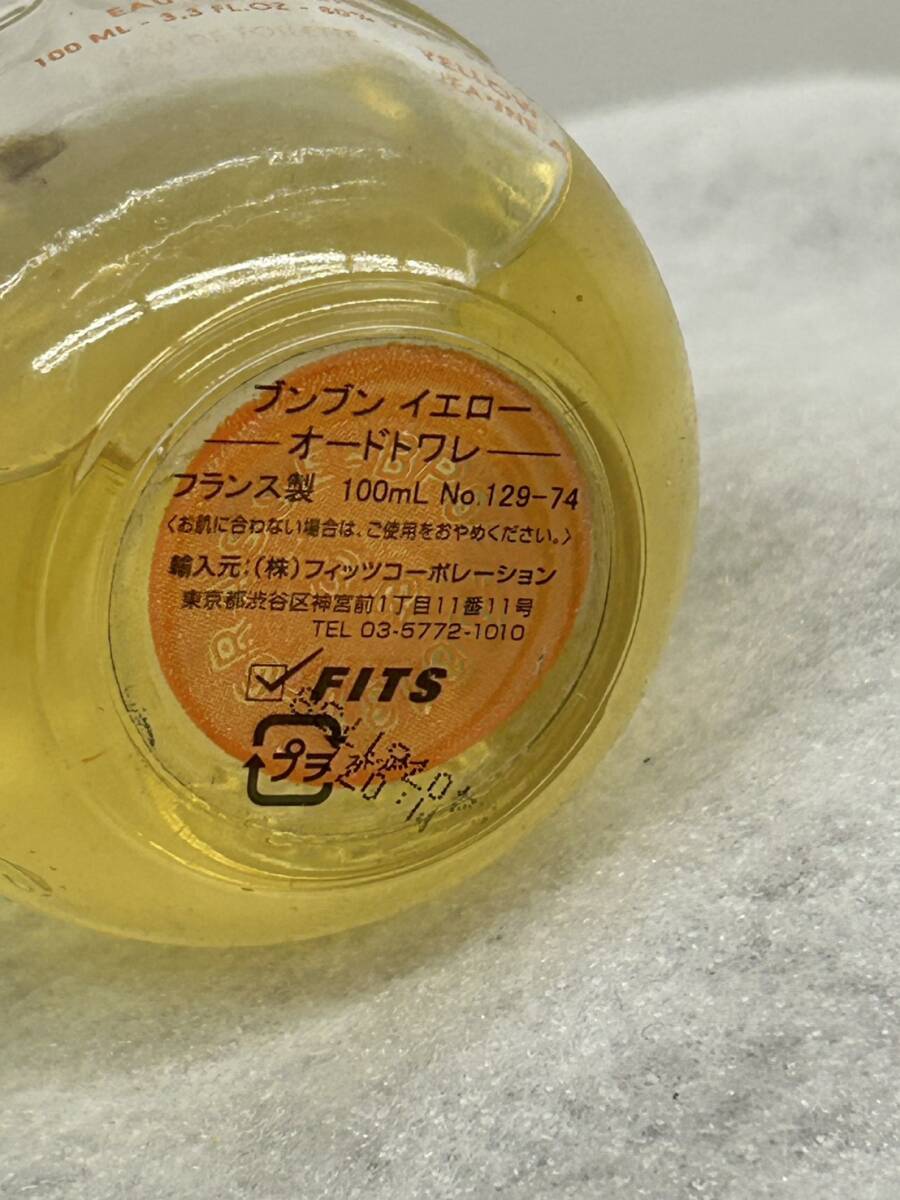 EAU
100 ML - 3.3 FL.OZ - 80%
YELLOW
JEANNE
ブンブン イエロー
オードトワレ
フランス製 100mL No.129-74
〈お肌に合わない場合は、ご使用をおやめください。〉
輸入元:(株)フィッツコーポレーション
東京都渋谷区神宮前1丁目11番11号
TEL 03-5772-1010
FITS
プラ